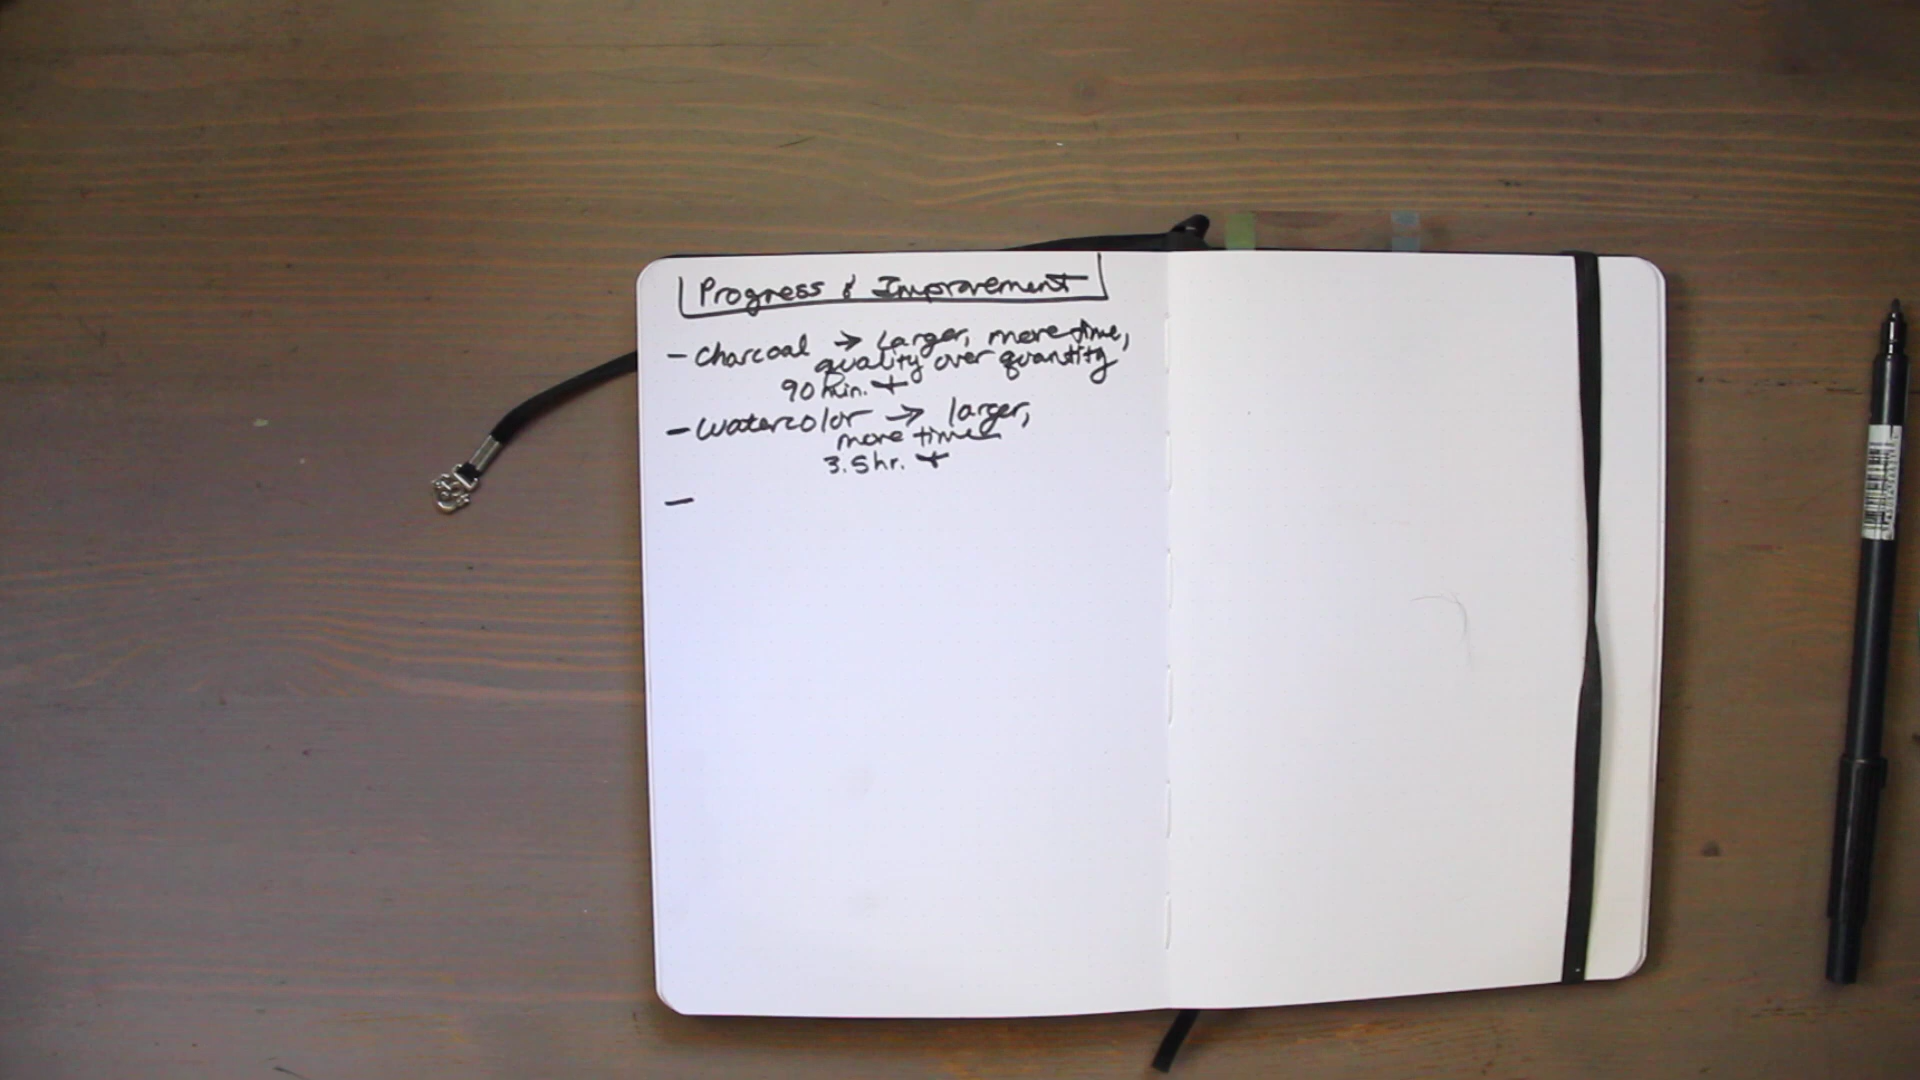 Progress & Improvement
- Charcoal → Larger, more time,
quality over quantity
90 min. +
- Watercolor → larger,
more time
3.5 hr. +
-